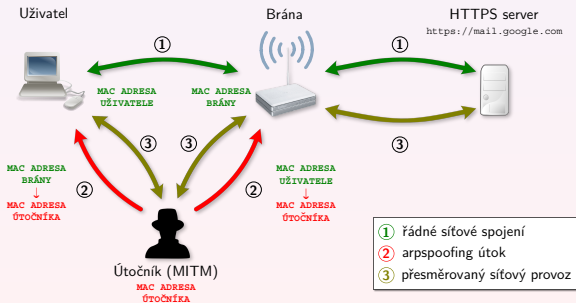 Uživatel
Brána
HTTPS server
https://mail.google.com
1
1
MAC ADRESA
UŽIVATELE
MAC ADRESA
BRÁNY
3
3
3
MAC ADRESA
BRÁNY
↓
MAC ADRESA
ÚTOČNÍKA
2
2
MAC ADRESA
UŽIVATELE
↓
MAC ADRESA
ÚTOČNÍKA
Útočník (MITM)
MAC ADRESA
ÚTOČNÍKA
1 řádné síťové spojení
2 arpspoofing útok
3 přesměrovaný síťový provoz